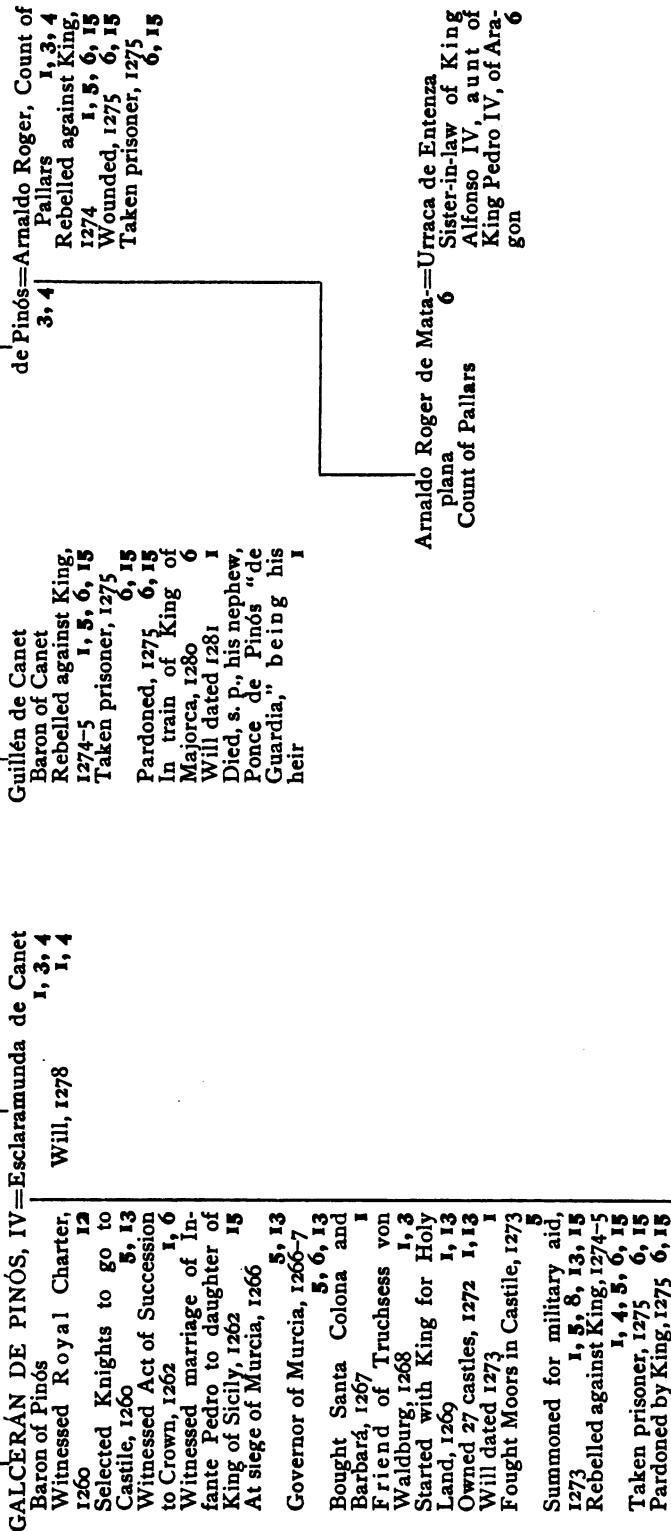 GALCERÁN DE PINÓS, IV=Esclaramunda de Canet
Baron of Pinós
1, 3, 4
Witnessed Royal Charter,
Will, 1278
1, 4
1260
12
Selected Knights to go to
Castile, 1260
5, 13
Witnessed Act of Succession
to Crown, 1262
1, 6
Witnessed marriage of In-
fante Pedro to daughter of
King of Sicily, 1262
15
At siege of Murcia, 1266
5, 13
Governor of Murcia, 1266-7
5, 6, 13
Bought Santa Colona and
Barbará, 1267
1
Friend of Truchsess von
Waldburg, 1268
1, 3
Started with King for Holy
Land, 1269
1, 13
Owned 27 castles, 1272
1, 13
Will dated 1273
1
Fought Moors in Castile, 1273
5
Summoned for military aid,
1273
1, 5, 8, 13, 15
Rebelled against King, 1274-5
1, 4, 5, 6, 15
Taken prisoner, 1275
6, 15
Pardoned by King, 1275
6, 15
Guillén de Canet
Baron of Canet
Rebelled against King,
1274-5
1, 5, 6, 15
Taken prisoner, 1275
6, 15
Pardoned, 1275
6, 15
In train of King of
Majorca, 1280
6
Will dated 1281
1
Died, s. p., his nephew,
Ponce de Pinós "de
Guardia," being his
heir
1
de Pinós=Arnaldo Roger, Count of
3, 4
Pallars
1, 3, 4
Rebelled against King,
1274
1, 5, 6, 15
Wounded, 1275
6, 15
Taken prisoner, 1275
6, 15
Arnaldo Roger de Mata-=Urraca de Entenza
plana
6
Count of Pallars
Sister-in-law of King
Alfonso IV, aunt of
King Pedro IV, of Ara-
gon
6